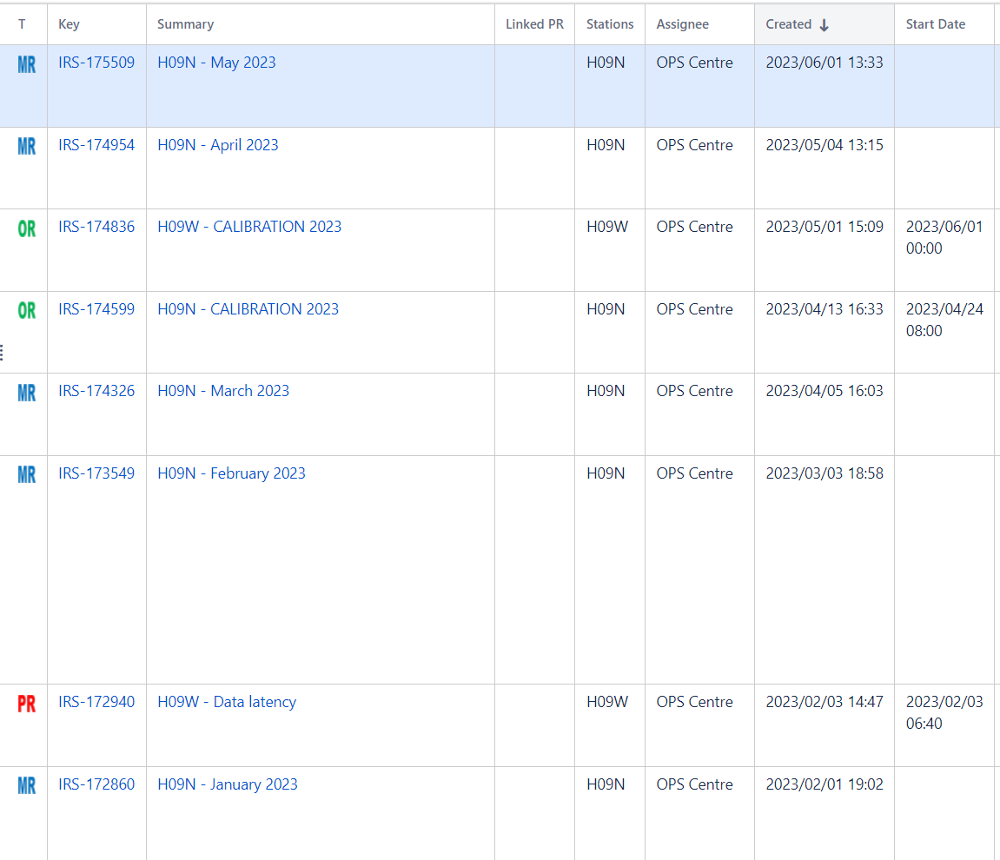 T Key Summary Linked PR Stations Assignee Created ↓ Start Date
MR IRS-175509 H09N - May 2023 H09N OPS Centre 2023/06/01 13:33
MR IRS-174954 H09N - April 2023 H09N OPS Centre 2023/05/04 13:15
OR IRS-174836 H09W - CALIBRATION 2023 H09W OPS Centre 2023/05/01 15:09 2023/06/01
00:00
OR IRS-174599 H09N - CALIBRATION 2023 H09N OPS Centre 2023/04/13 16:33 2023/04/24
08:00
MR IRS-174326 H09N - March 2023 H09N OPS Centre 2023/04/05 16:03
MR IRS-173549 H09N - February 2023 H09N OPS Centre 2023/03/03 18:58
PR IRS-172940 H09W - Data latency H09W OPS Centre 2023/02/03 14:47 2023/02/03
06:40
MR IRS-172860 H09N - January 2023 H09N OPS Centre 2023/02/01 19:02